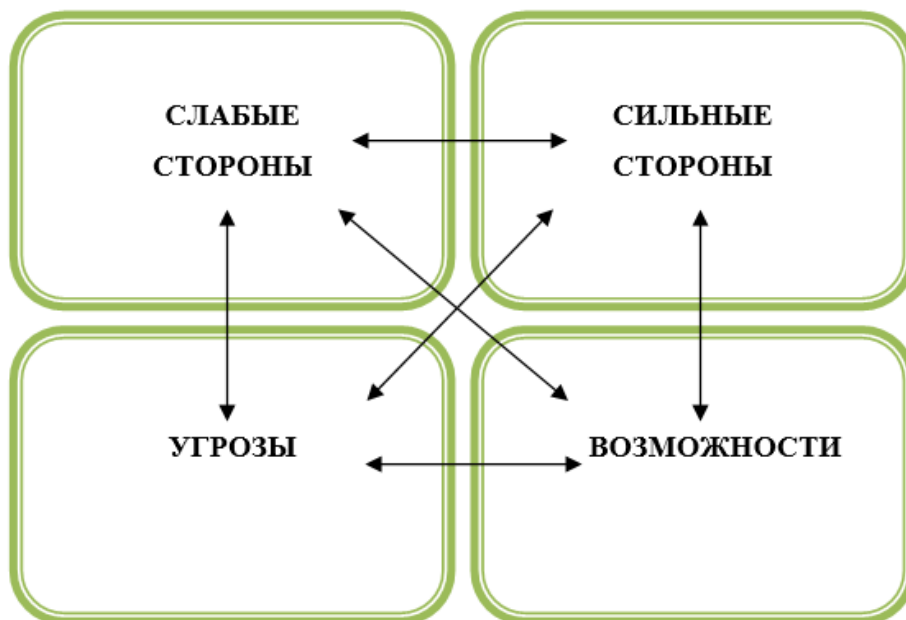 СЛАБЫЕ
СТОРОНЫ
СИЛЬНЫЕ
СТОРОНЫ
УГРОЗЫ
ВОЗМОЖНОСТИ